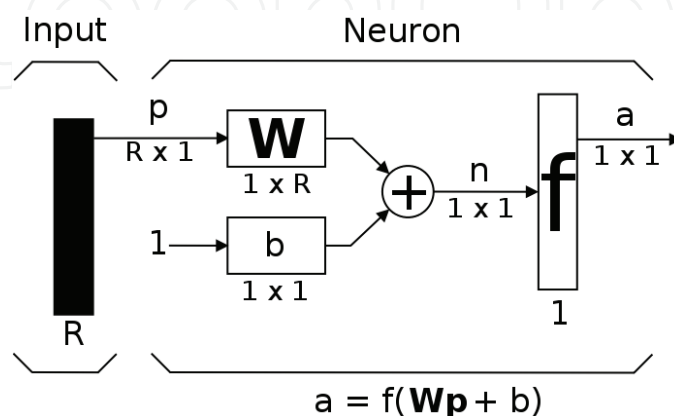 Input
Neuron
p
R x 1
W
1 x R
1
b
1 x 1
+
n
1 x 1
f
1
a
1 x 1
R
a = f(Wp + b)